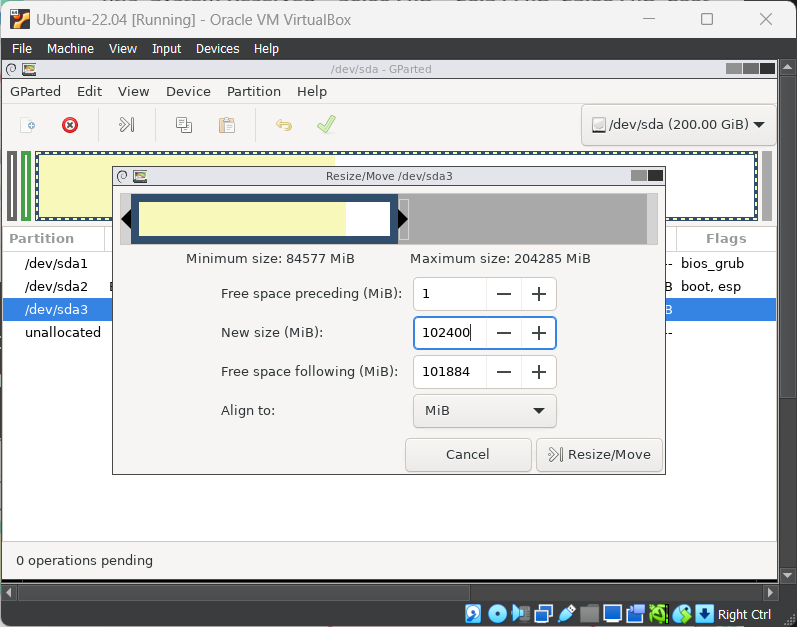 Ubuntu-22.04 [Running] - Oracle VM VirtualBox
File Machine View Input Devices Help
/dev/sda - GParted
GParted Edit View Device Partition Help
/dev/sda (200.00 GiB)
Resize/Move /dev/sda3
Partition Flags
Minimum size: 84577 MiB Maximum size: 204285 MiB
/dev/sda1 bios_grub
/dev/sda2 B boot, esp
Free space preceding (MiB): 1
/dev/sda3 B
New size (MiB): 102400
unallocated --
Free space following (MiB): 101884
Align to: MiB
Cancel Resize/Move
0 operations pending
Right Ctrl